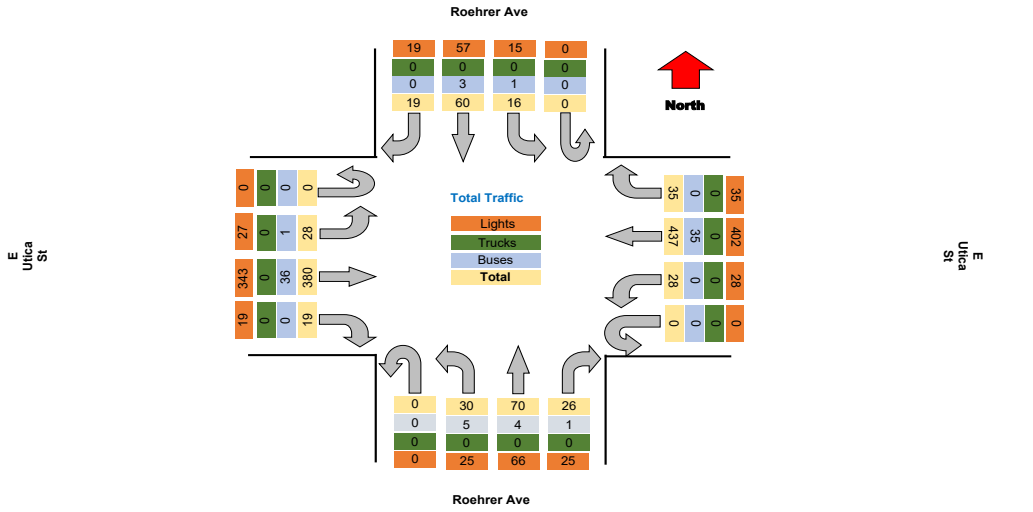 Roehrer Ave
19 57 15 0
0 0 0 0
0 3 1 0
19 60 16 0
North
0 0 0 0
27 0 1 28
343 0 36 380
19 0 0 19
E
Utica
St
Total Traffic
Lights
Trucks
Buses
Total
35 0 0 35
437 35 0 402
28 0 0 28
0 0 0 0
E
Utica
St
0 30 70 26
0 5 4 1
0 0 0 0
0 25 66 25
Roehrer Ave